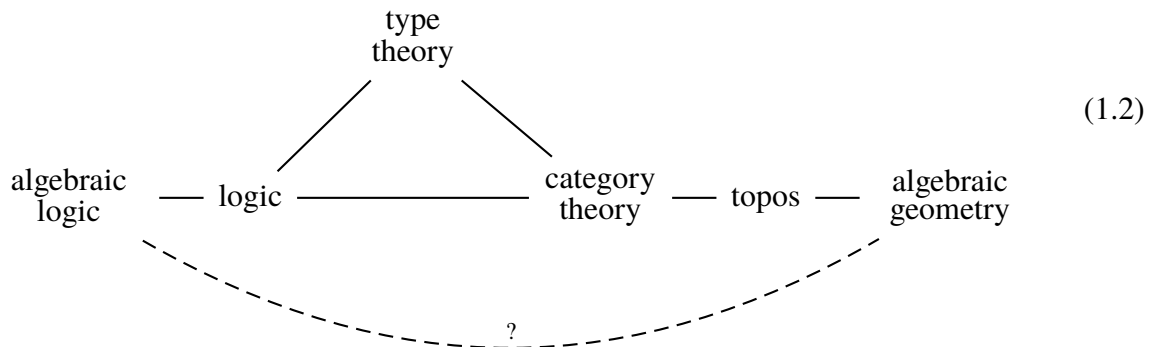 type
theory
(1.2)
algebraic
logic
logic
category
theory
topos
algebraic
geometry
?